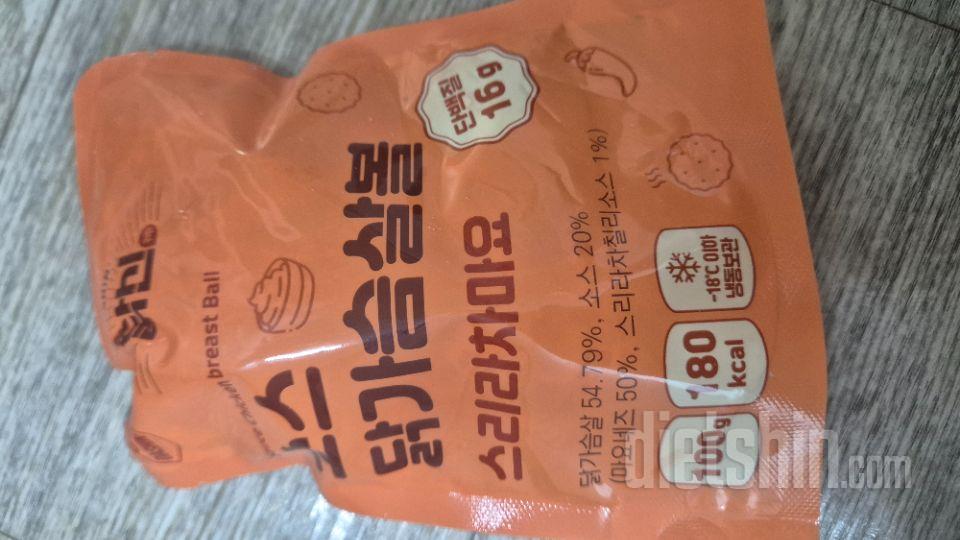 닭민
breast Ball
소스
닭가슴살볼
스리라차마요
단백질
16g
닭가슴살 54.79%, 소스 20%
(마요네즈 50%, 스리라차칠리소스 1%)
100g
180
kcal
-18℃ 이하
냉동보관
dietshin.com